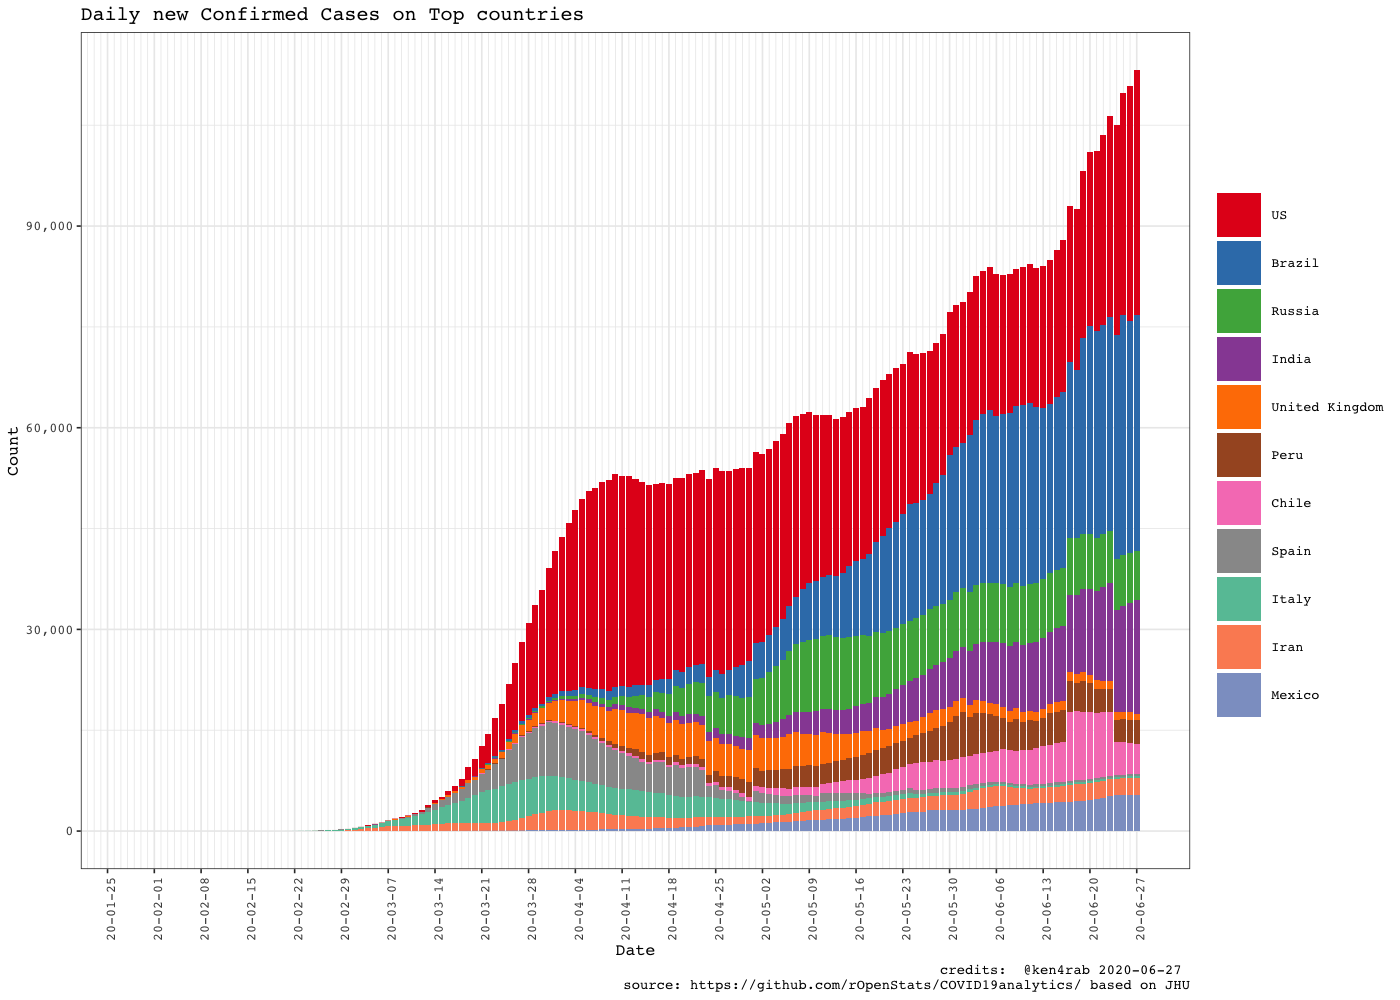 Daily new Confirmed Cases on Top countries
Count
90,000
60,000
30,000
0
US
Brazil
Russia
India
United Kingdom
Peru
Chile
Spain
Italy
Iran
Mexico
20-01-25
20-02-01
20-02-08
20-02-15
20-02-22
20-02-29
20-03-07
20-03-14
20-03-21
20-03-28
20-04-04
20-04-11
20-04-18
20-04-25
20-05-02
20-05-09
20-05-16
20-05-23
20-05-30
20-06-06
20-06-13
20-06-20
20-06-27
Date
credits:  @ken4rab 2020-06-27
source: https://github.com/rOpenStats/COVID19analytics/ based on JHU